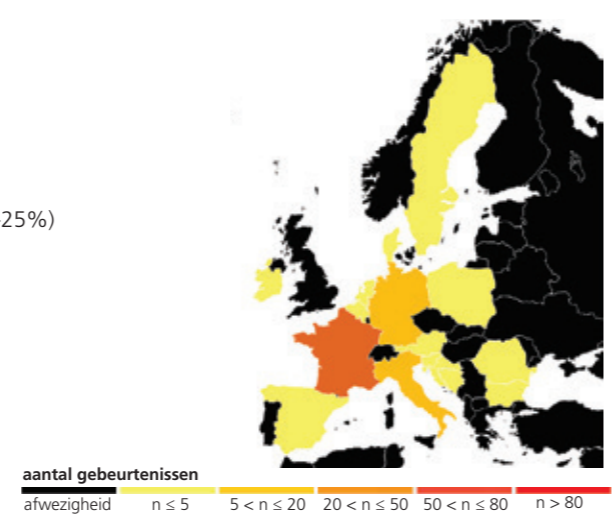 -25%)
aantal gebeurtenissen
afwezigheid n ≤ 5 5 < n ≤ 20 20 < n ≤ 50 50 < n ≤ 80 n > 80